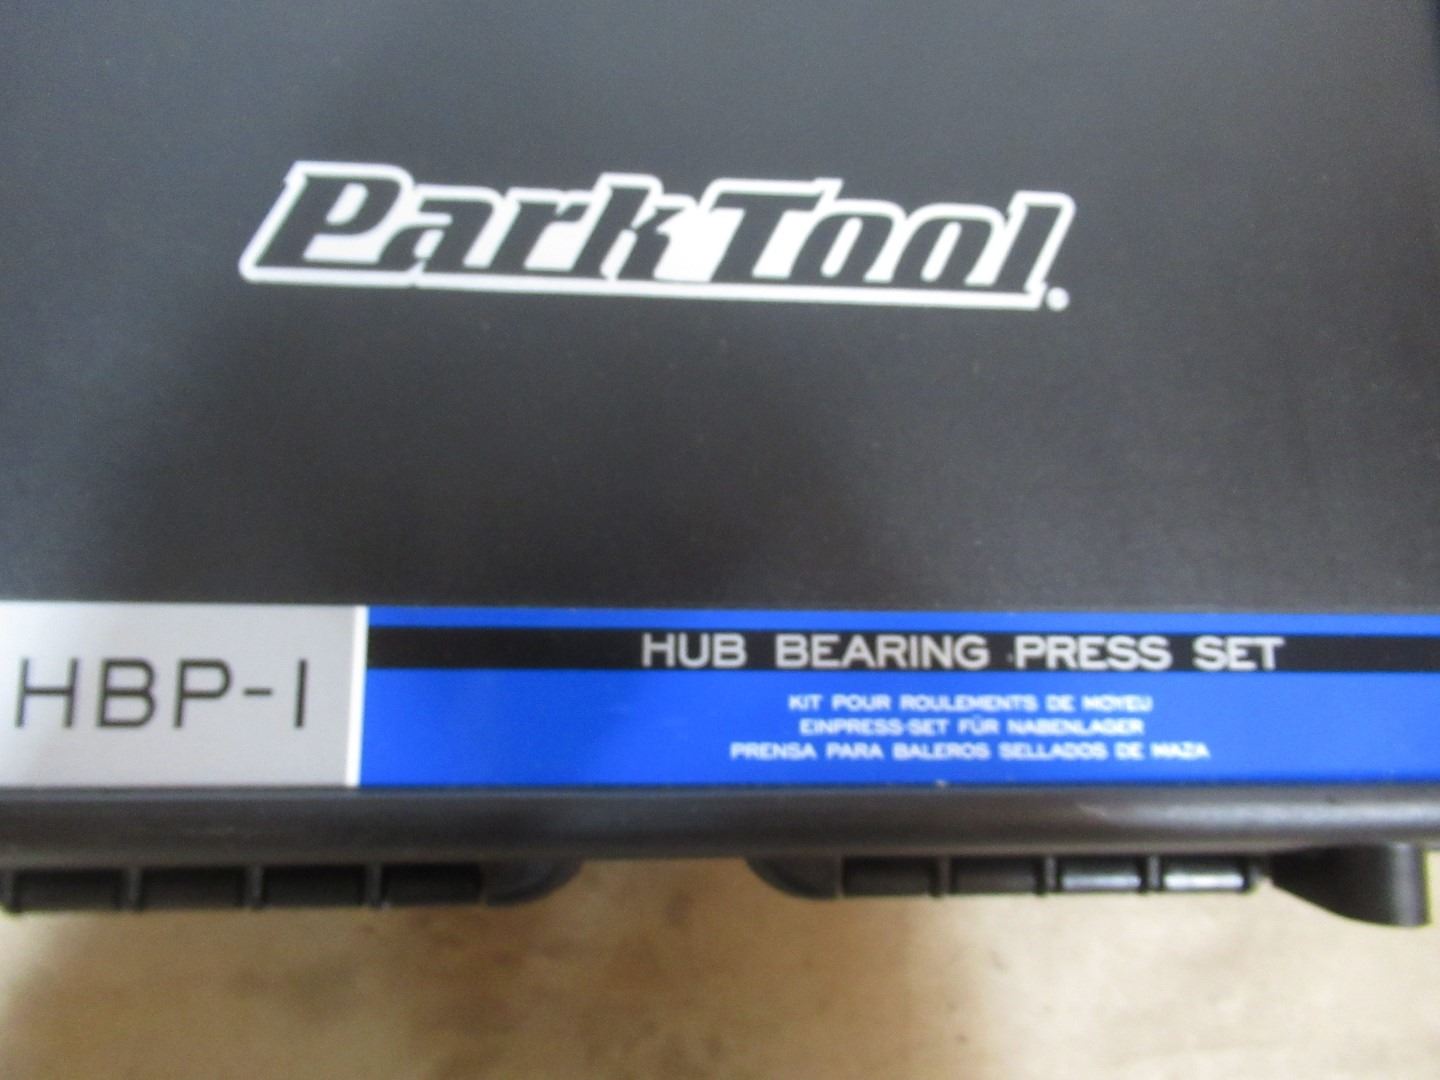 Park Tool®
HBP-1
HUB BEARING PRESS SET
KIT POUR ROULEMENTS DE MOYEU
EINPRESS-SET FÜR NABENLAGER
PRENSA PARA BALEROS SELLADOS DE MAZA